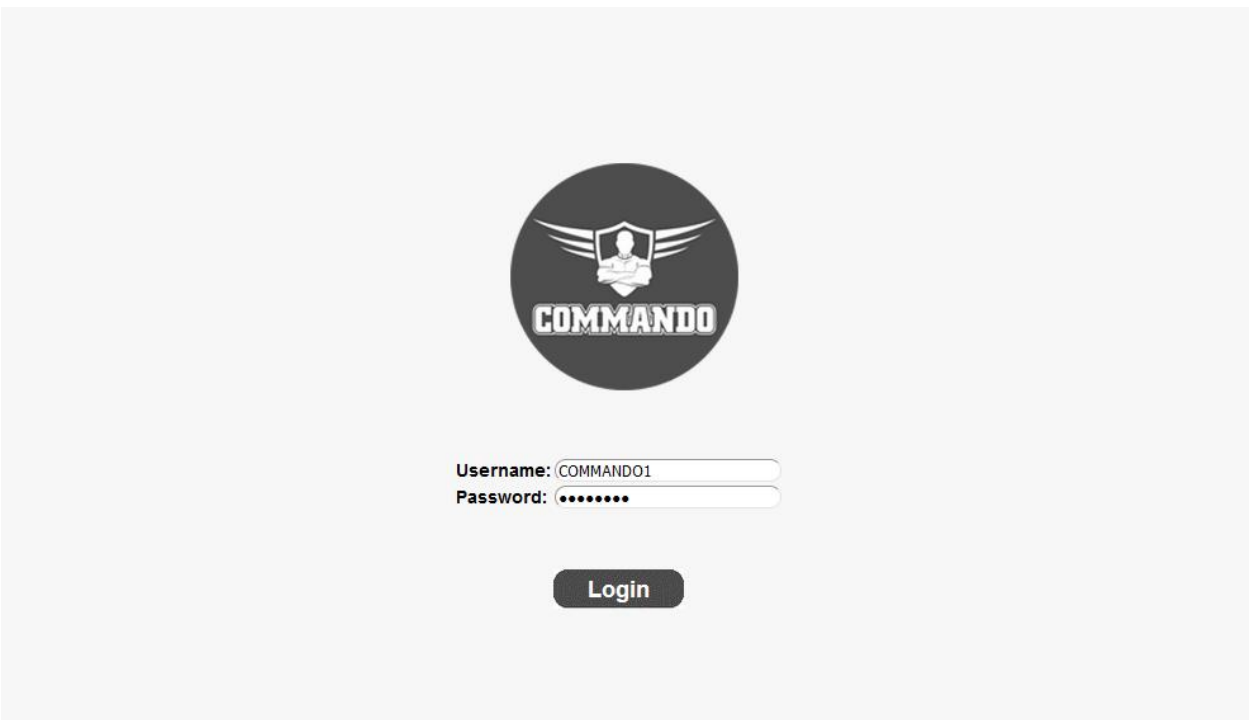 COMMANDO
Username: COMMANDO1
Password: ••••••••
Login